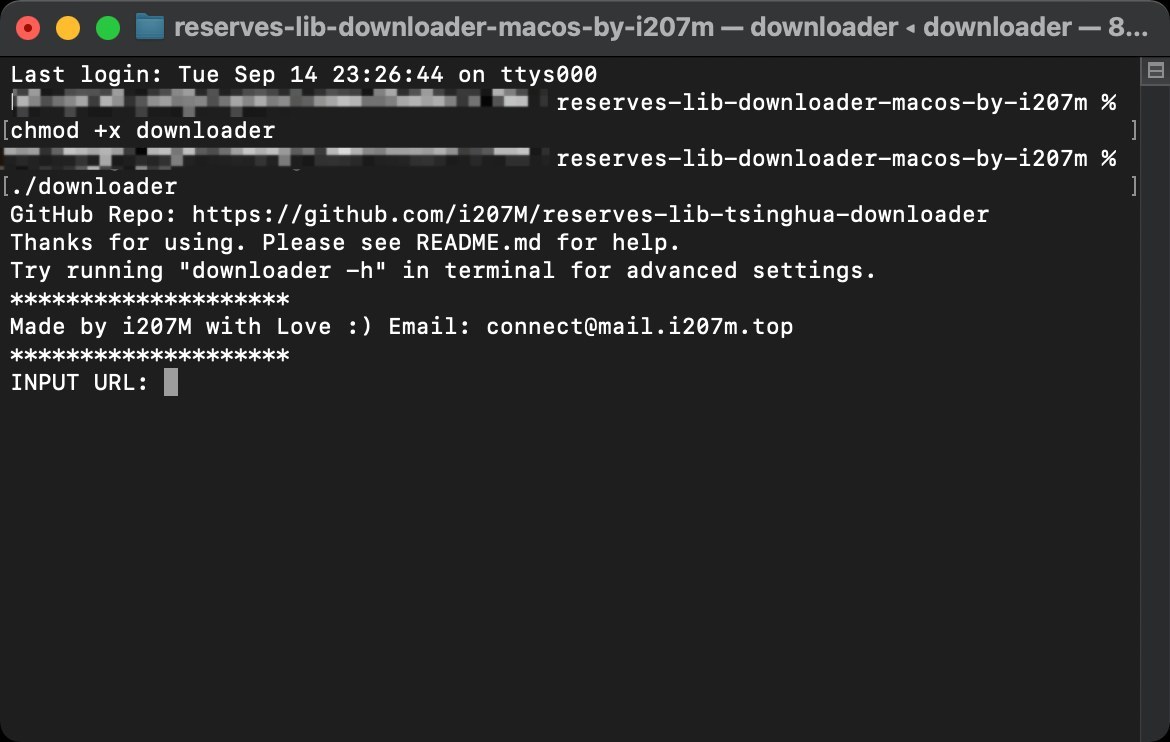 reserves-lib-downloader-macos-by-i207m — downloader ◂ downloader — 8...
Last login: Tue Sep 14 23:26:44 on ttys000
reserves-lib-downloader-macos-by-i207m %
[chmod +x downloader ]
reserves-lib-downloader-macos-by-i207m %
[./downloader ]
GitHub Repo: https://github.com/i207M/reserves-lib-tsinghua-downloader
Thanks for using. Please see README.md for help.
Try running "downloader -h" in terminal for advanced settings.
********************
Made by i207M with Love :) Email: connect@mail.i207m.top
********************
INPUT URL: